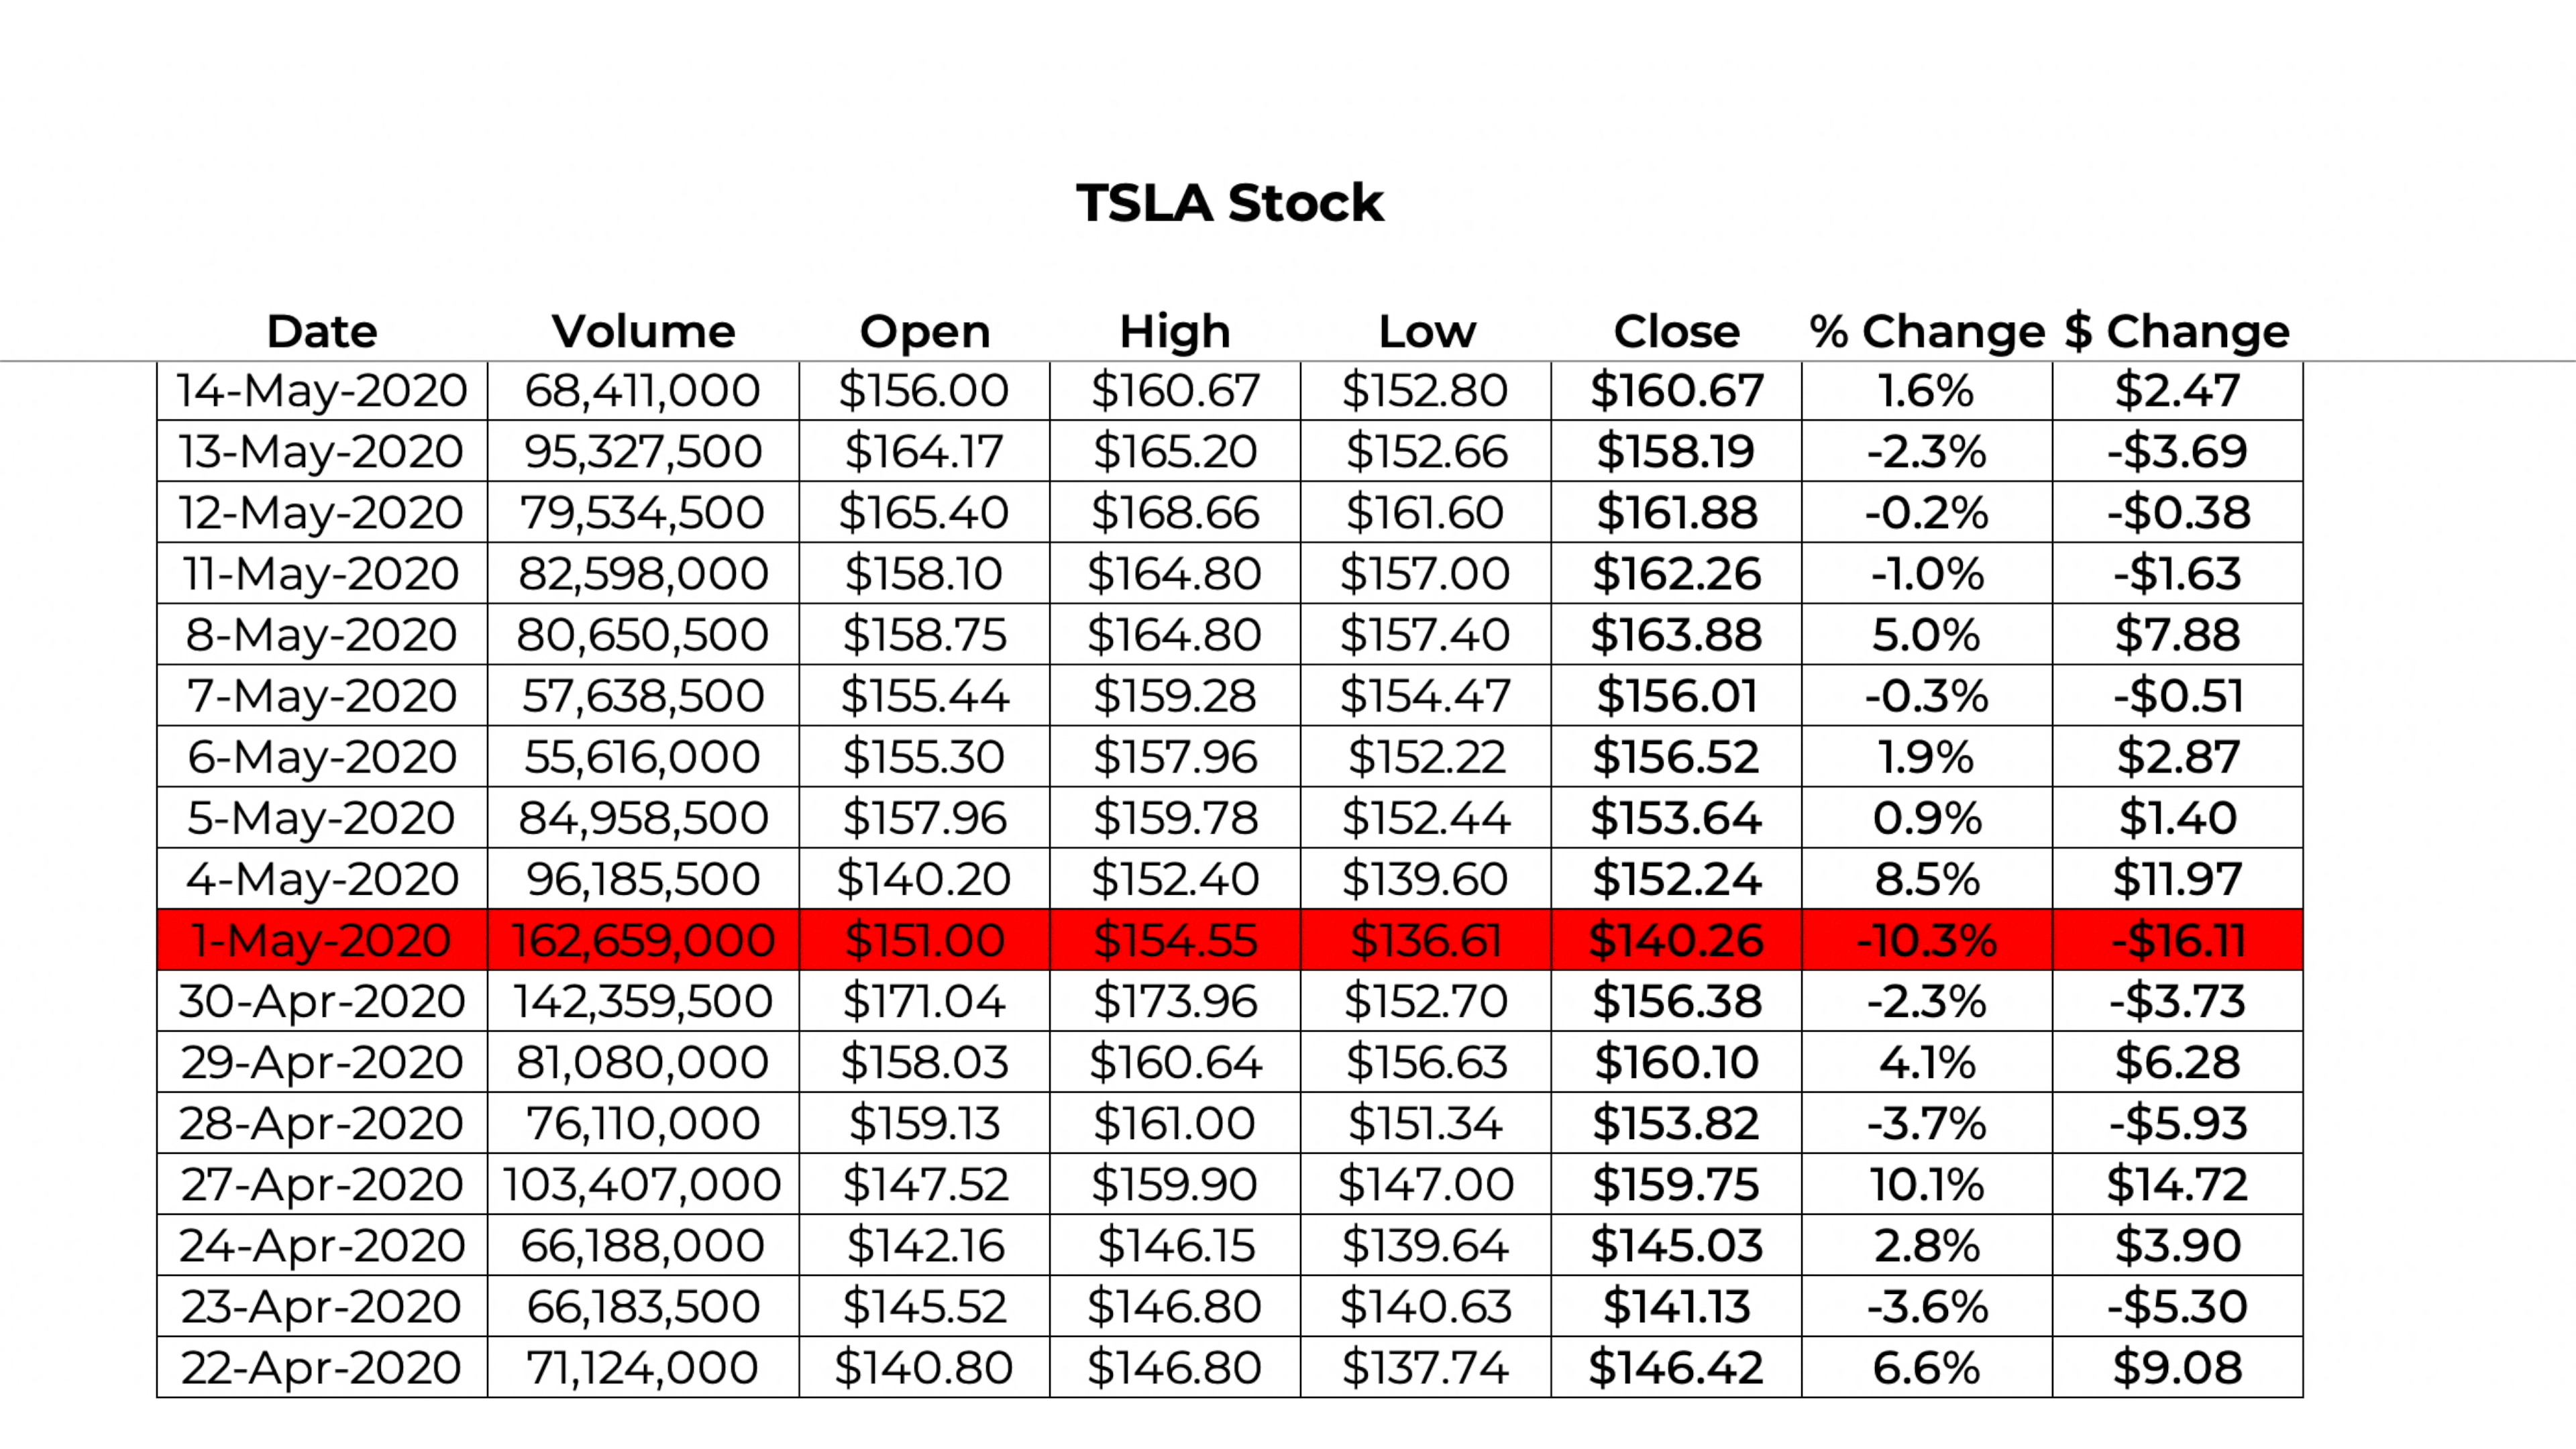 TSLA Stock
Date Volume Open High Low Close % Change $ Change
14-May-2020 68,411,000 $156.00 $160.67 $152.80 $160.67 1.6% $2.47
13-May-2020 95,327,500 $164.17 $165.20 $152.66 $158.19 -2.3% -$3.69
12-May-2020 79,534,500 $165.40 $168.66 $161.60 $161.88 -0.2% -$0.38
11-May-2020 82,598,000 $158.10 $164.80 $157.00 $162.26 -1.0% -$1.63
8-May-2020 80,650,500 $158.75 $164.80 $157.40 $163.88 5.0% $7.88
7-May-2020 57,638,500 $155.44 $159.28 $154.47 $156.01 -0.3% -$0.51
6-May-2020 55,616,000 $155.30 $157.96 $152.22 $156.52 1.9% $2.87
5-May-2020 84,958,500 $157.96 $159.78 $152.44 $153.64 0.9% $1.40
4-May-2020 96,185,500 $140.20 $152.40 $139.60 $152.24 8.5% $11.97
1-May-2020 162,659,000 $151.00 $154.55 $136.61 $140.26 -10.3% -$16.11
30-Apr-2020 142,359,500 $171.04 $173.96 $152.70 $156.38 -2.3% -$3.73
29-Apr-2020 81,080,000 $158.03 $160.64 $156.63 $160.10 4.1% $6.28
28-Apr-2020 76,110,000 $159.13 $161.00 $151.34 $153.82 -3.7% -$5.93
27-Apr-2020 103,407,000 $147.52 $159.90 $147.00 $159.75 10.1% $14.72
24-Apr-2020 66,188,000 $142.16 $146.15 $139.64 $145.03 2.8% $3.90
23-Apr-2020 66,183,500 $145.52 $146.80 $140.63 $141.13 -3.6% -$5.30
22-Apr-2020 71,124,000 $140.80 $146.80 $137.74 $146.42 6.6% $9.08